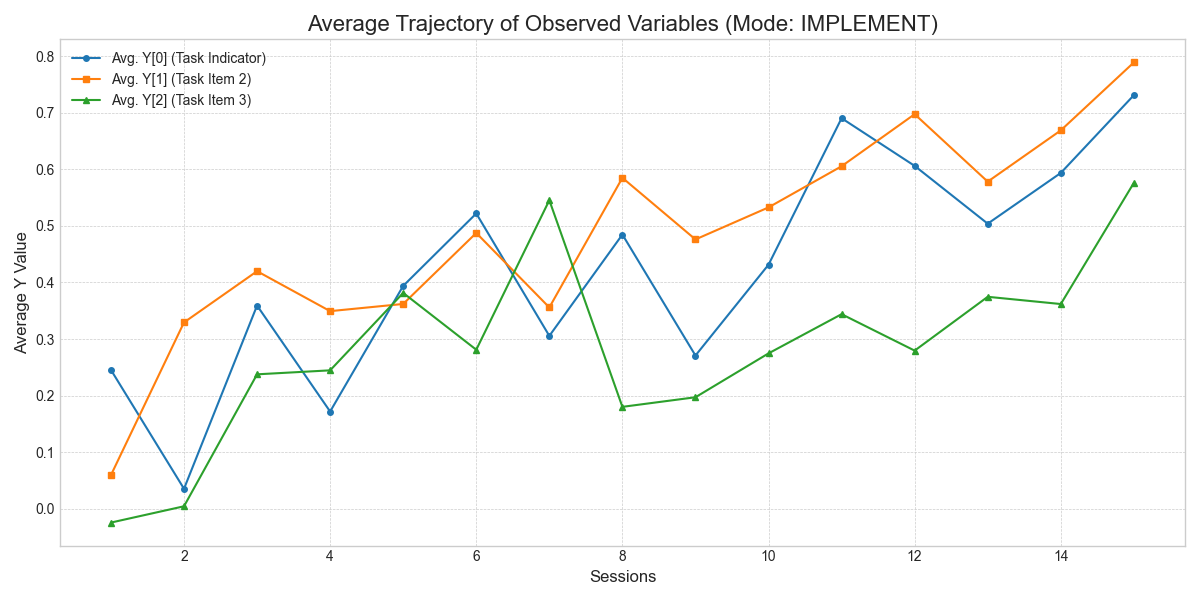 Average Trajectory of Observed Variables (Mode: IMPLEMENT)
Avg. Y[0] (Task Indicator)
Avg. Y[1] (Task Item 2)
Avg. Y[2] (Task Item 3)
Average Y Value
0.8
0.7
0.6
0.5
0.4
0.3
0.2
0.1
0.0
2 4 6 8 10 12 14
Sessions